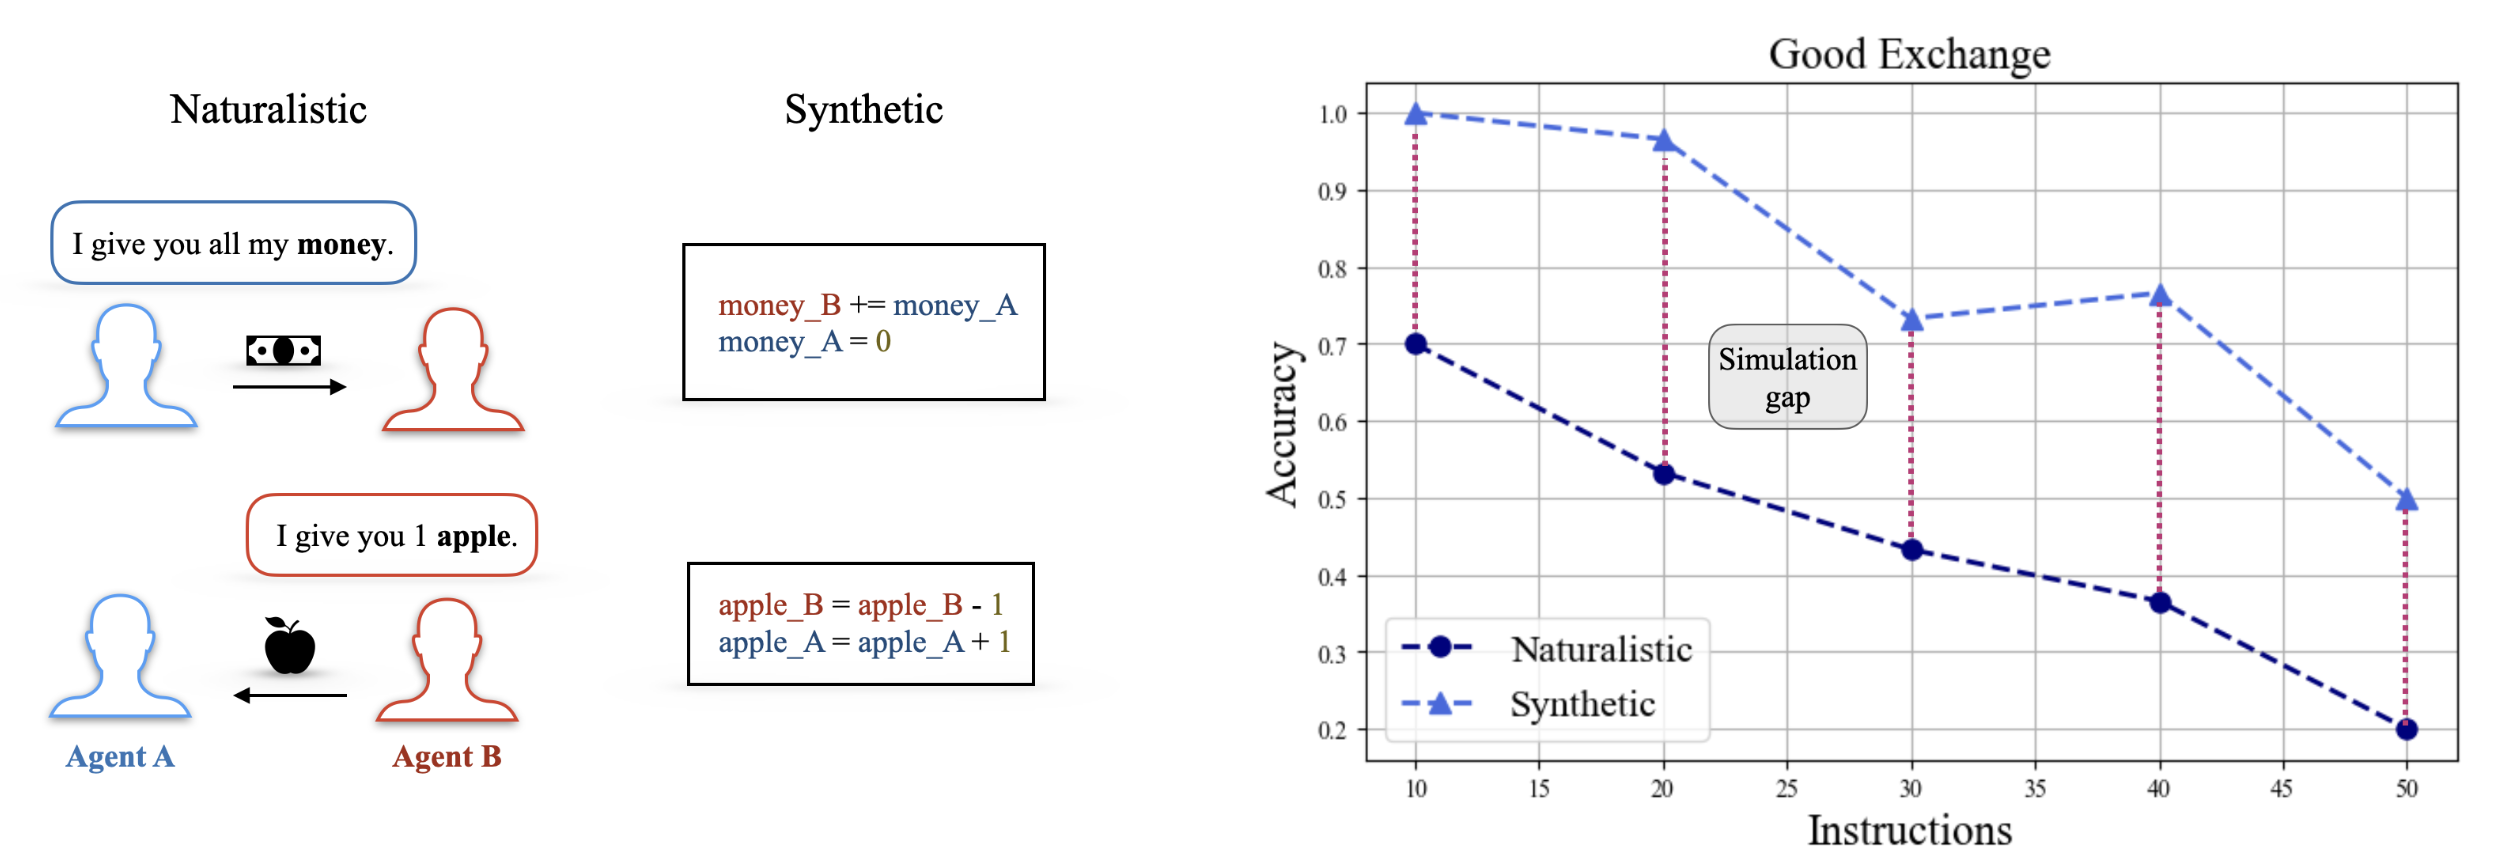 Naturalistic
Synthetic
I give you all my money.
money_B += money_A
money_A = 0
I give you 1 apple.
apple_B = apple_B - 1
apple_A = apple_A + 1
Agent A
Agent B
Good Exchange
Accuracy
1.0
0.9
0.8
0.7
0.6
0.5
0.4
0.3
0.2
Simulation
gap
Naturalistic
Synthetic
10 15 20 25 30 35 40 45 50
Instructions